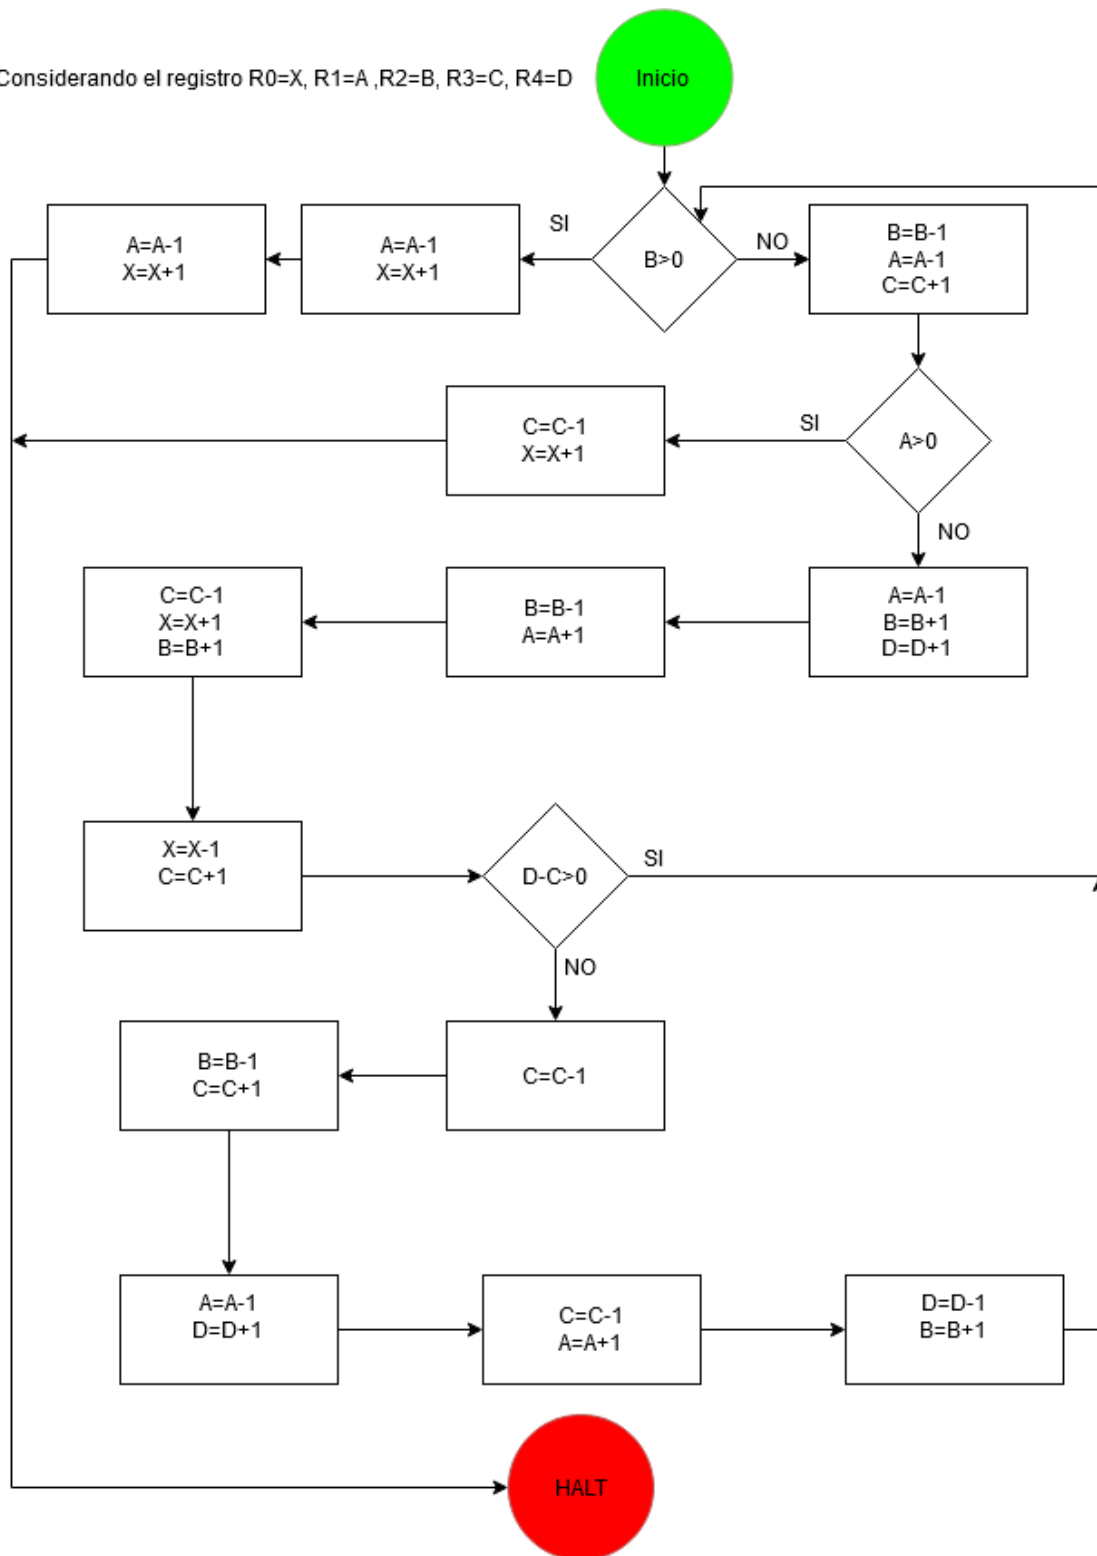 Considerando el registro R0=X, R1=A ,R2=B, R3=C, R4=D
Inicio
B>0
SI
NO
A=A-1
X=X+1
A=A-1
X=X+1
B=B-1
A=A-1
C=C+1
A>0
SI
NO
C=C-1
X=X+1
A=A-1
B=B+1
D=D+1
B=B-1
A=A+1
C=C-1
X=X+1
B=B+1
X=X-1
C=C+1
D-C>0
SI
NO
C=C-1
B=B-1
C=C+1
A=A-1
D=D+1
C=C-1
A=A+1
D=D-1
B=B+1
HALT